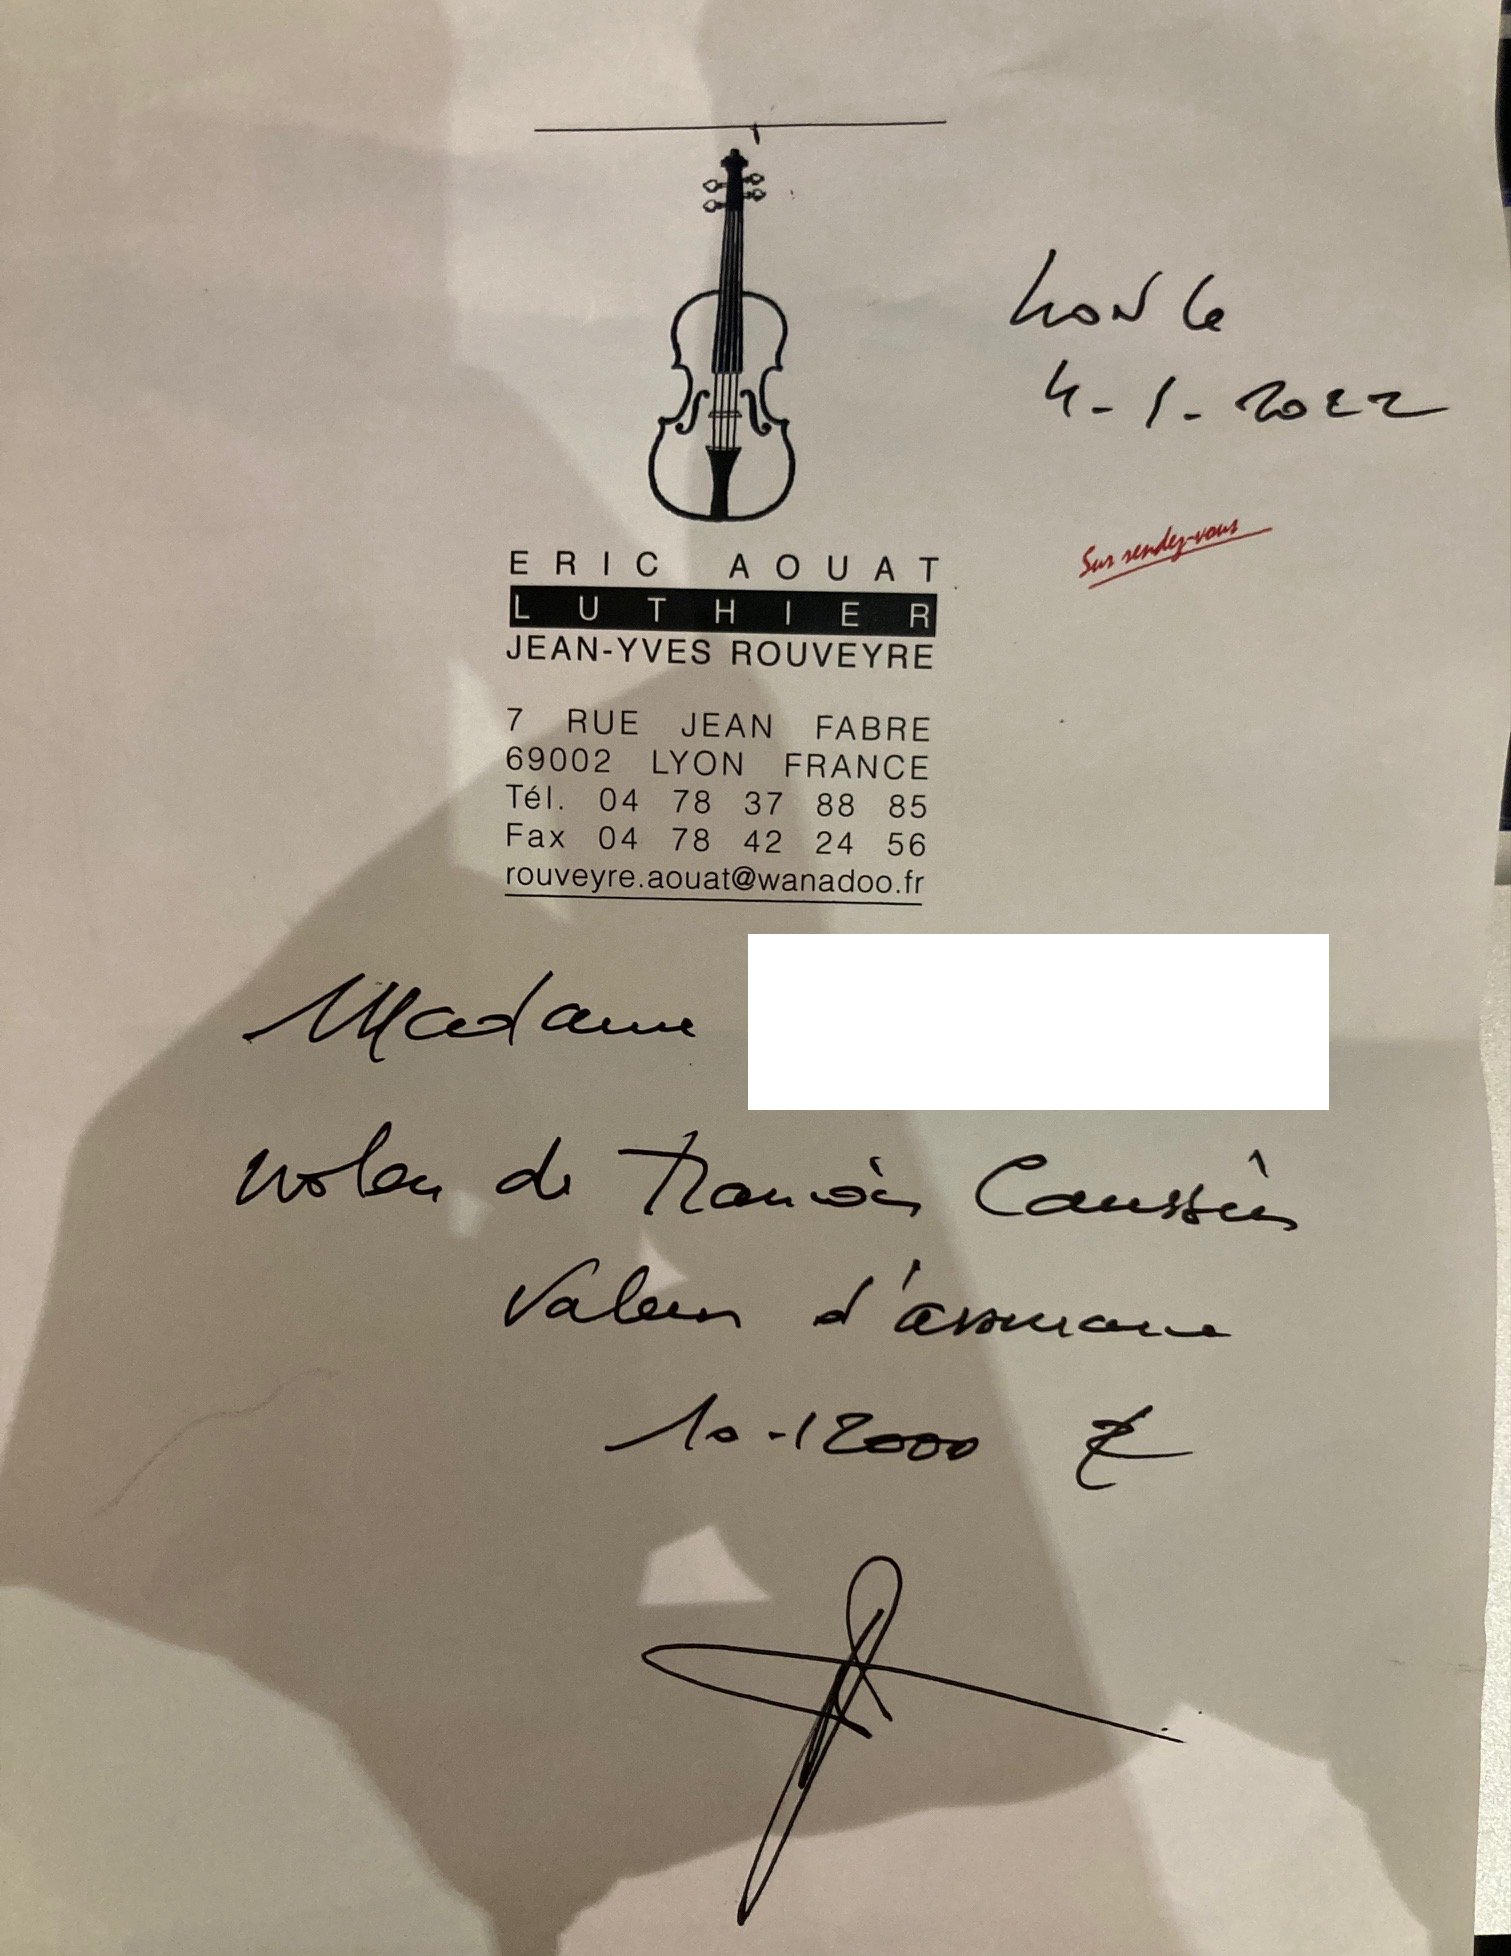 Lyon le
4-1-2022
Sur rendez-vous
ERIC AOUAT
LUTHIER
JEAN-YVES ROUVEYRE
7 RUE JEAN FABRE
69002 LYON FRANCE
Tél. 04 78 37 88 85
Fax 04 78 42 24 56
rouveyre.aouat@wanadoo.fr
Madame
violon de François Caussin
Valeur d'assurance
10-12000 €